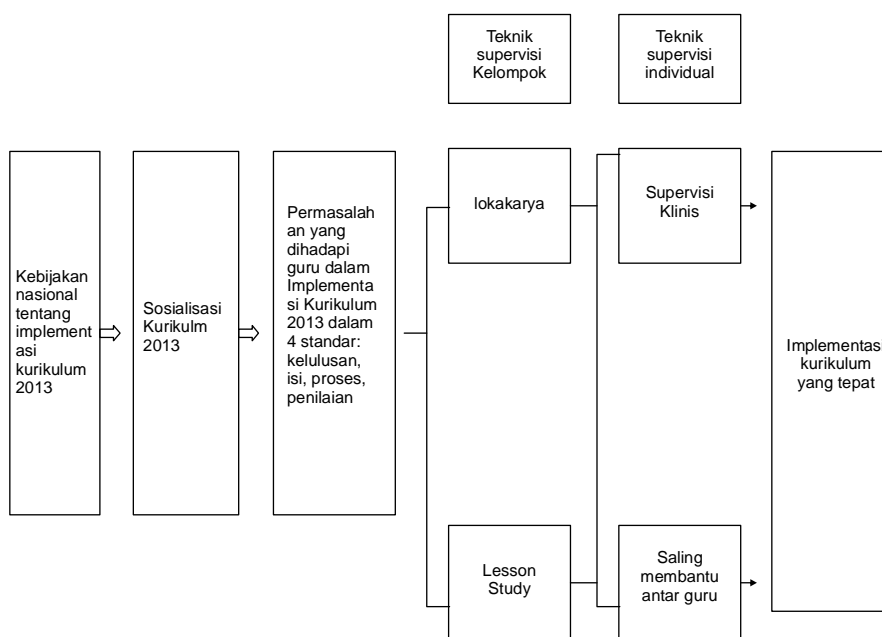 Teknik
supervisi
Kelompok
Teknik
supervisi
individual
Kebijakan
nasional
tentang
implement
asi
kurikulum
2013
Sosialisasi
Kurikulm
2013
Permasalah
an yang
dihadapi
guru dalam
Implementa
si Kurikulum
2013 dalam
4 standar:
kelulusan,
isi, proses,
penilaian
lokakarya
Supervisi
Klinis
Lesson
Study
Saling
membantu
antar guru
Implementasi
kurikulum
yang tepat